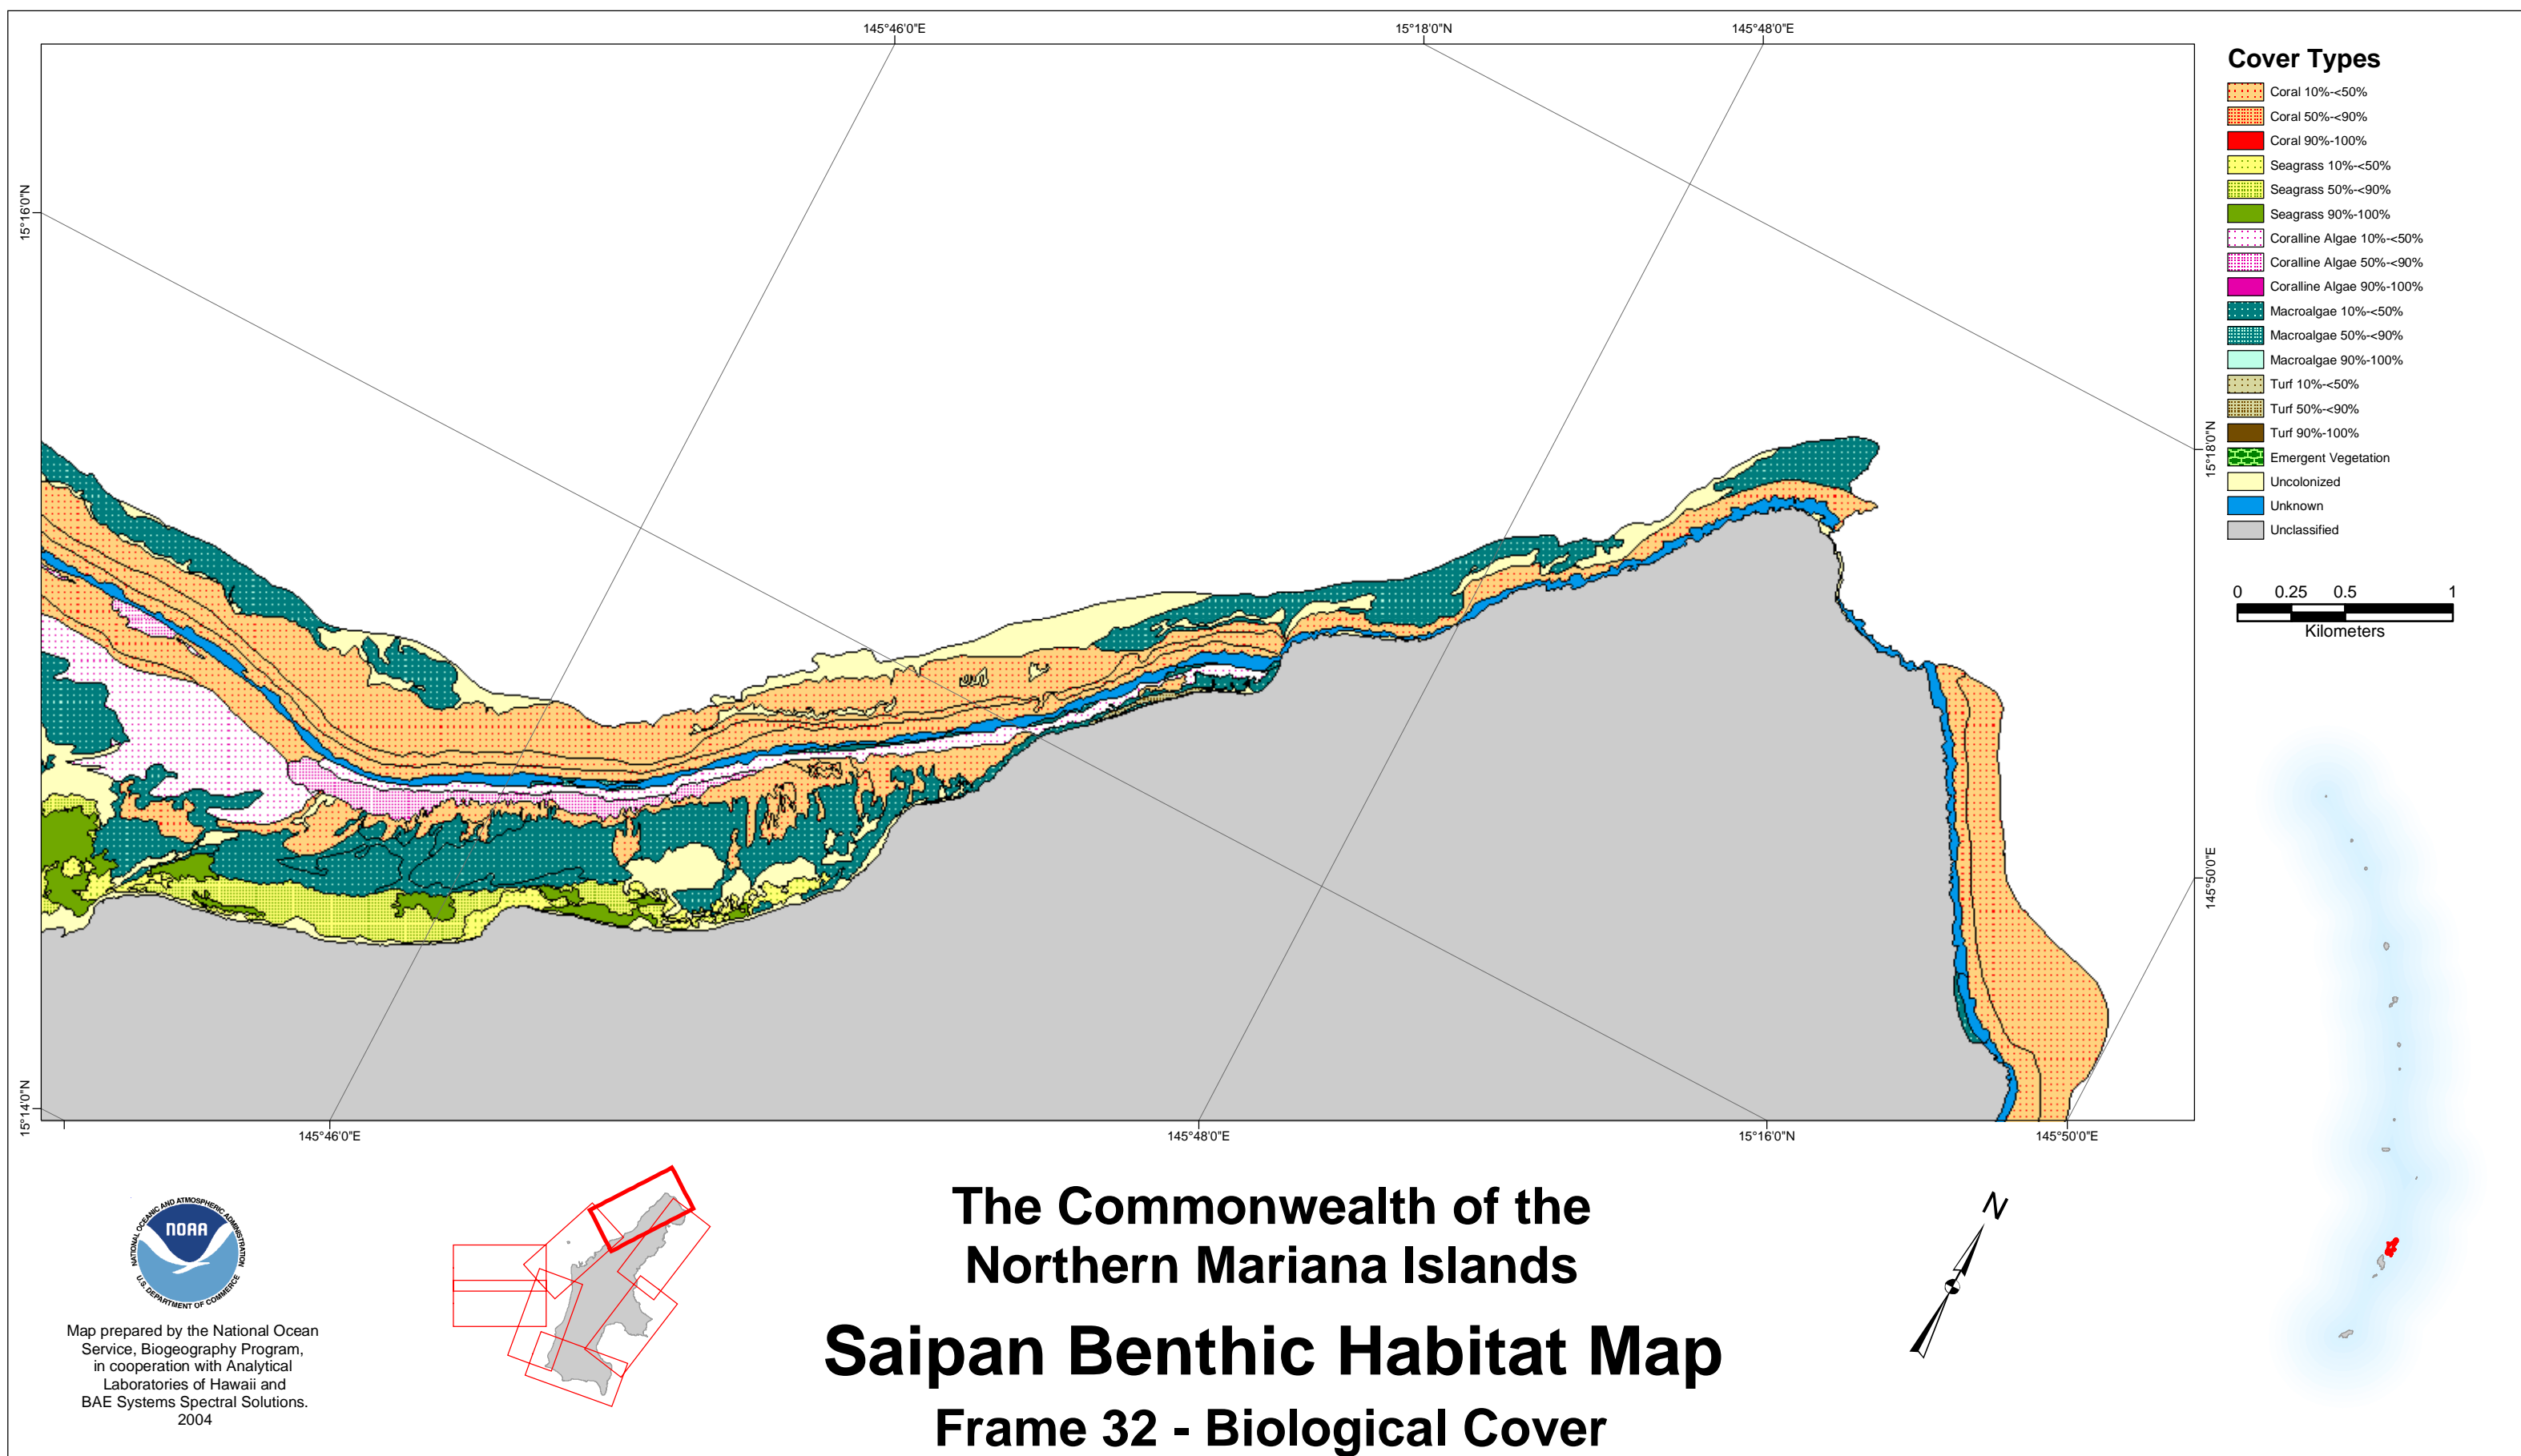 145°46'0"E
15°18'0"N
145°48'0"E
15°16'0"N
15°18'0"N
145°50'0"E
15°14'0"N
145°46'0"E
145°48'0"E
15°16'0"N
145°50'0"E
Cover Types
Coral 10%-<50%
Coral 50%-<90%
Coral 90%-100%
Seagrass 10%-<50%
Seagrass 50%-<90%
Seagrass 90%-100%
Coralline Algae 10%-<50%
Coralline Algae 50%-<90%
Coralline Algae 90%-100%
Macroalgae 10%-<50%
Macroalgae 50%-<90%
Macroalgae 90%-100%
Turf 10%-<50%
Turf 50%-<90%
Turf 90%-100%
Emergent Vegetation
Uncolonized
Unknown
Unclassified
0 0.25 0.5 1
Kilometers
NATIONAL OCEANIC AND ATMOSPHERIC ADMINISTRATION
NOAA
U.S. DEPARTMENT OF COMMERCE
Map prepared by the National Ocean
Service, Biogeography Program,
in cooperation with Analytical
Laboratories of Hawaii and
BAE Systems Spectral Solutions.
2004
The Commonwealth of the
Northern Mariana Islands
Saipan Benthic Habitat Map
Frame 32 - Biological Cover
N